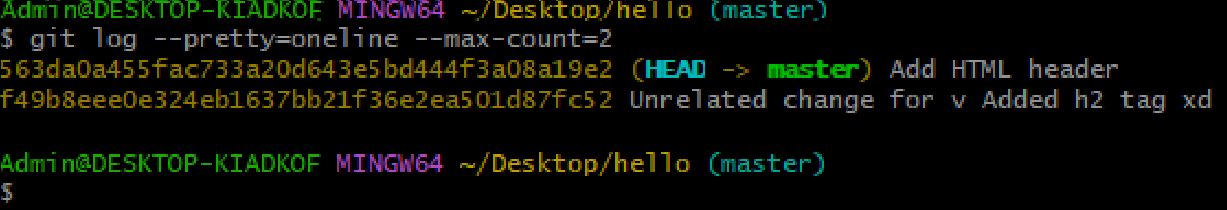 Admin@DESKTOP-KIADKOF MINGW64 ~/Desktop/hello (master)
$ git log --pretty=oneline --max-count=2
563da0a455fac733a20d643e5bd444f3a08a19e2 (HEAD -> master) Add HTML header
f49b8eee0e324eb1637bb21f36e2ea501d87fc52 Unrelated change for v Added h2 tag xd
Admin@DESKTOP-KIADKOF MINGW64 ~/Desktop/hello (master)
$